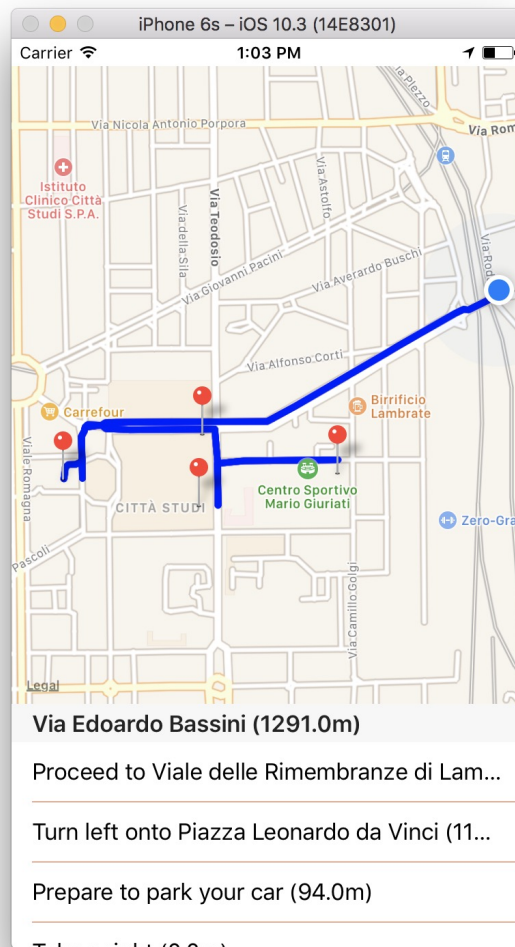 iPhone 6s – iOS 10.3 (14E8301)
Carrier
1:03 PM
Via Nicola Antonio Porpora
Via Rom
Istituto
Clinico Città
Studi S.P.A.
Via della Sila
Via Teodosio
Via Astolfo
Via Giovanni Pacini
Via Averardo Buschi
Via Alfonso Corti
Carrefour
Birrificio
Lambrate
Viale Romagna
CITTÀ STUDI
Centro Sportivo
Mario Giuriati
Zero-Gra
Pascoli
Via Camillo Golgi
Legal
Via Edoardo Bassini (1291.0m)
Proceed to Viale delle Rimembranze di Lam...
Turn left onto Piazza Leonardo da Vinci (11...
Prepare to park your car (94.0m)